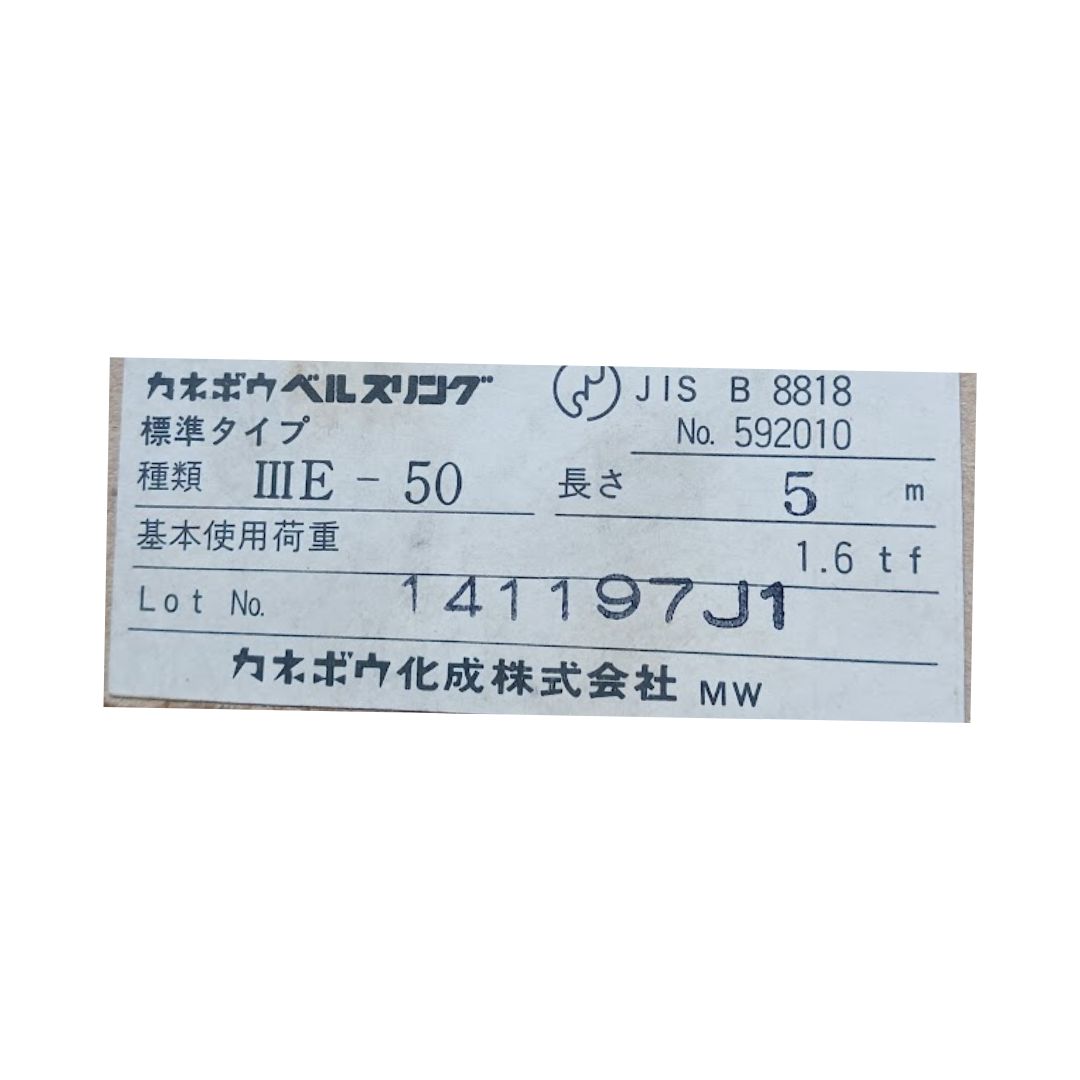 カネボウベルスリング JIS B 8818
標準タイプ No. 592010
種類 ⅢE - 50 長さ 5 m
基本使用荷重 1.6 tf
Lot No. 141197J1
カネボウ化成株式会社 MW